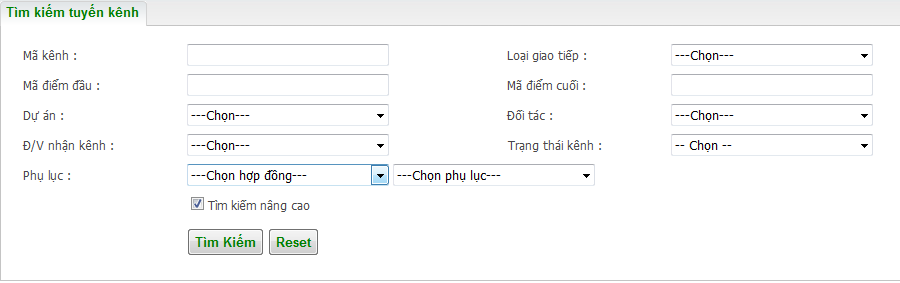 Tìm kiếm tuyến kênh
Mã kênh : Loại giao tiếp : ---Chọn---
Mã điểm đầu : Mã điểm cuối :
Dự án : ---Chọn--- Đối tác : ---Chọn---
Đ/V nhận kênh : ---Chọn--- Trạng thái kênh : -- Chọn --
Phụ lục : ---Chọn hợp đồng--- ---Chọn phụ lục---
Tìm kiếm nâng cao
Tìm Kiếm Reset